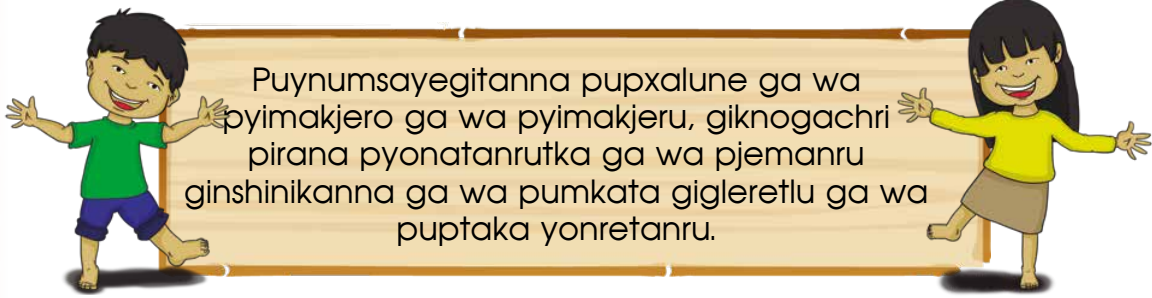 Puynumsayegitanna pupxalune ga wa
pyimakjero ga wa pyimakjeru, giknogachri
pirana pyonatanrutka ga wa pjemanru
ginshinikanna ga wa pumkata gigleretlu ga wa
puptaka yonretanru.